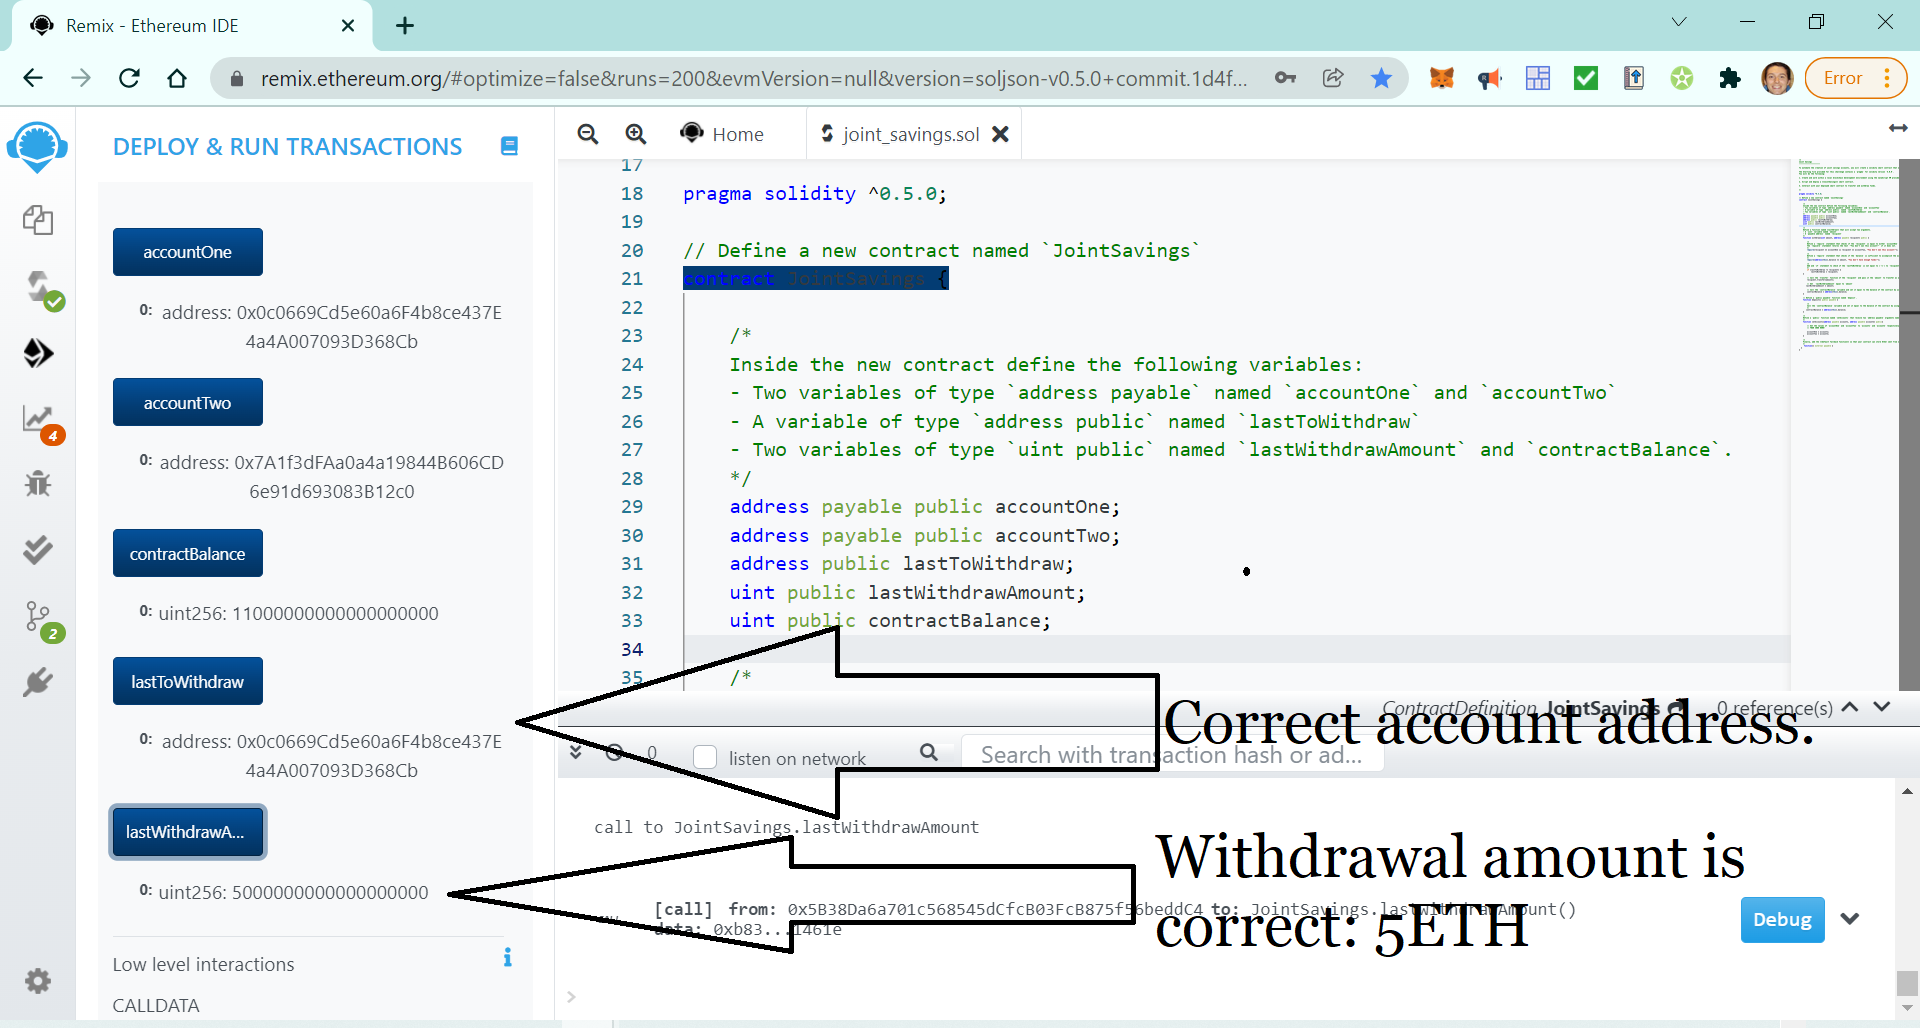 Remix - Ethereum IDE
remix.ethereum.org/#optimize=false&runs=200&evmVersion=null&version=soljson-v0.5.0+commit.1d4f...
Error
DEPLOY & RUN TRANSACTIONS
accountOne
0: address: 0x0c0669Cd5e60a6F4b8ce437E
4a4A007093D368Cb
accountTwo
0: address: 0x7A1f3dFAa0a4a19844B606CD
6e91d693083B12c0
contractBalance
0: uint256: 11000000000000000000
lastToWithdraw
0: address: 0x0c0669Cd5e60a6F4b8ce437E
4a4A007093D368Cb
lastWithdrawA...
0: uint256: 5000000000000000000
Low level interactions
CALLDATA
4
2
Home
joint_savings.sol
17
18 pragma solidity ^0.5.0;
19
20 // Define a new contract named `JointSavings`
21 contract JointSavings {
22
23 /*
24 Inside the new contract define the following variables:
25 - Two variables of type `address payable` named `accountOne` and `accountTwo`
26 - A variable of type `address public` named `lastToWithdraw`
27 - Two variables of type `uint public` named `lastWithdrawAmount` and `contractBalance`.
28 */
29 address payable public accountOne;
30 address payable public accountTwo;
31 address public lastToWithdraw;
32 uint public lastWithdrawAmount;
33 uint public contractBalance;
34
35 /*
ContractDefinition JointSavings 0 reference(s)
Correct account address.
0 listen on network Search with transaction hash or ad...
call to JointSavings.lastWithdrawAmount
Withdrawal amount is
correct: 5ETH
[call] from: 0x5B38Da6a701c568545dCfcB03FcB875f56beddC4 to: JointSavings.lastWithdrawAmount()
data: 0xb83...1461e
Debug
>